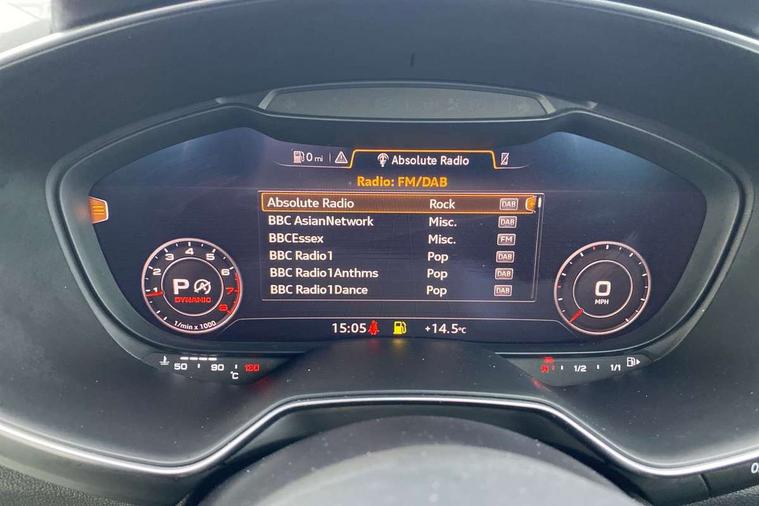 0 mi Absolute Radio
Radio: FM/DAB
Absolute Radio Rock DAB
BBC AsianNetwork Misc. DAB
BBCEssex Misc. FM
BBC Radio1 Pop DAB
BBC Radio1Anthms Pop DAB
BBC Radio1Dance Pop DAB
1 2 3 4 5 6 7 8
P
DYNAMIC
1/min x 1000
0
MPH
15:05 +14.5°C
50 90 130
°C
1/2 1/1